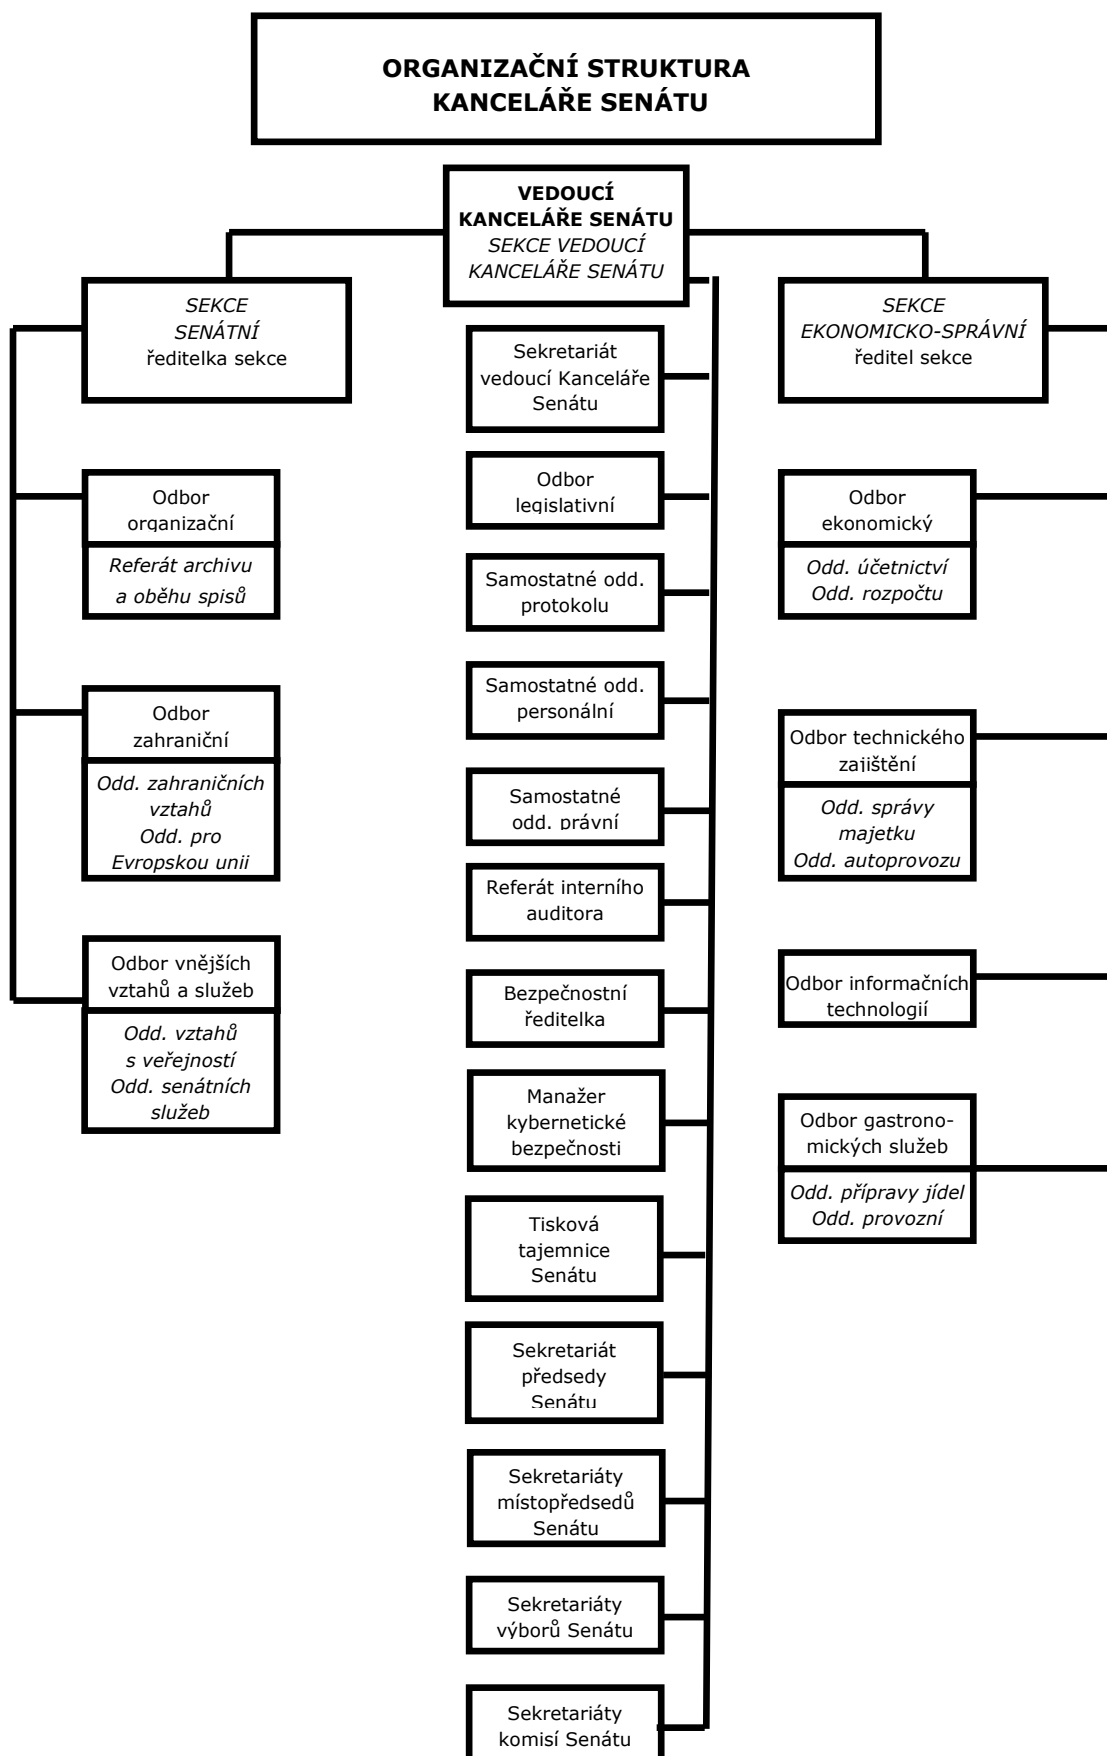 ORGANIZAČNÍ STRUKTURA
KANCELÁŘE SENÁTU
VEDOUCÍ
KANCELÁŘE SENÁTU
SEKCE VEDOUCÍ
KANCELÁŘE SENÁTU
SEKCE
SENÁTNÍ
ředitelka sekce
Odbor
organizační
Referát archivu
a oběhu spisů
Odbor
zahraniční
Odd. zahraničních
vztahů
Odd. pro
Evropskou unii
Odbor vnějších
vztahů a služeb
Odd. vztahů
s veřejností
Odd. senátních
služeb
Sekretariát
vedoucí Kanceláře
Senátu
Odbor
legislativní
Samostatné odd.
protokolu
Samostatné odd.
personální
Samostatné
odd. právní
Referát interního
auditora
Bezpečnostní
ředitelka
Manažer
kybernetické
bezpečnosti
Tisková
tajemnice
Senátu
Sekretariát
předsedy
Senátu
Sekretariáty
místopředsedů
Senátu
Sekretariáty
výborů Senátu
Sekretariáty
komisí Senátu
SEKCE
EKONOMICKO-SPRÁVNÍ
ředitel sekce
Odbor
ekonomický
Odd. účetnictví
Odd. rozpočtu
Odbor technického
zajištění
Odd. správy
majetku
Odd. autoprovozu
Odbor informačních
technologií
Odbor gastrono-
mických služeb
Odd. přípravy jídel
Odd. provozní